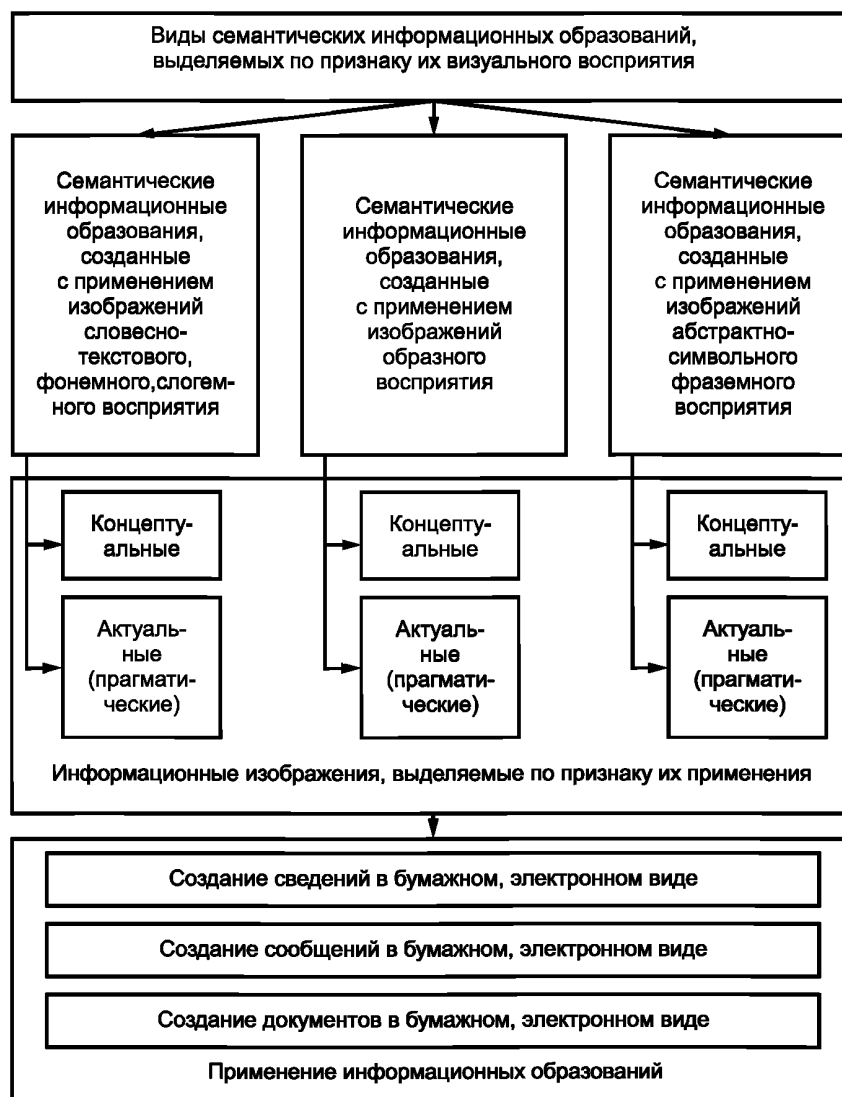 Виды семантических информационных образований,
выделяемых по признаку их визуального восприятия
Семантические
информационные
образования,
созданные
с применением
изображений
словесно-
текстового,
фонемного,слогем-
ного восприятия
Семантические
информационные
образования,
созданные
с применением
изображений
образного
восприятия
Семантические
информационные
образования,
созданные
с применением
изображений
абстрактно-
символьного
фраземного
восприятия
Концепту-
альные
Концепту-
альные
Концепту-
альные
Актуаль-
ные
(прагмати-
ческие)
Актуаль-
ные
(прагмати-
ческие)
Актуаль-
ные
(прагмати-
ческие)
Информационные изображения, выделяемые по признаку их применения
Создание сведений в бумажном, электронном виде
Создание сообщений в бумажном, электронном виде
Создание документов в бумажном, электронном виде
Применение информационных образований